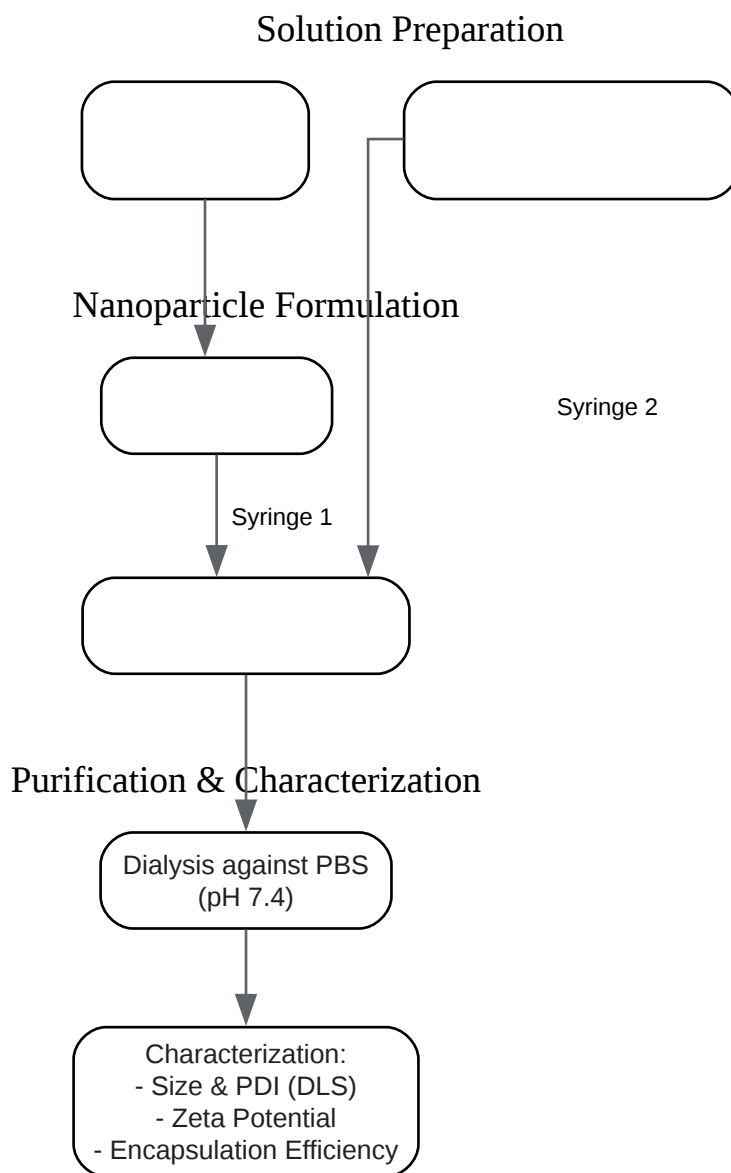 Solution Preparation
Nanoparticle Formulation
Syringe 2
Syringe 1
Purification & Characterization
Dialysis against PBS
(pH 7.4)
Characterization:
- Size & PDI (DLS)
- Zeta Potential
- Encapsulation Efficiency